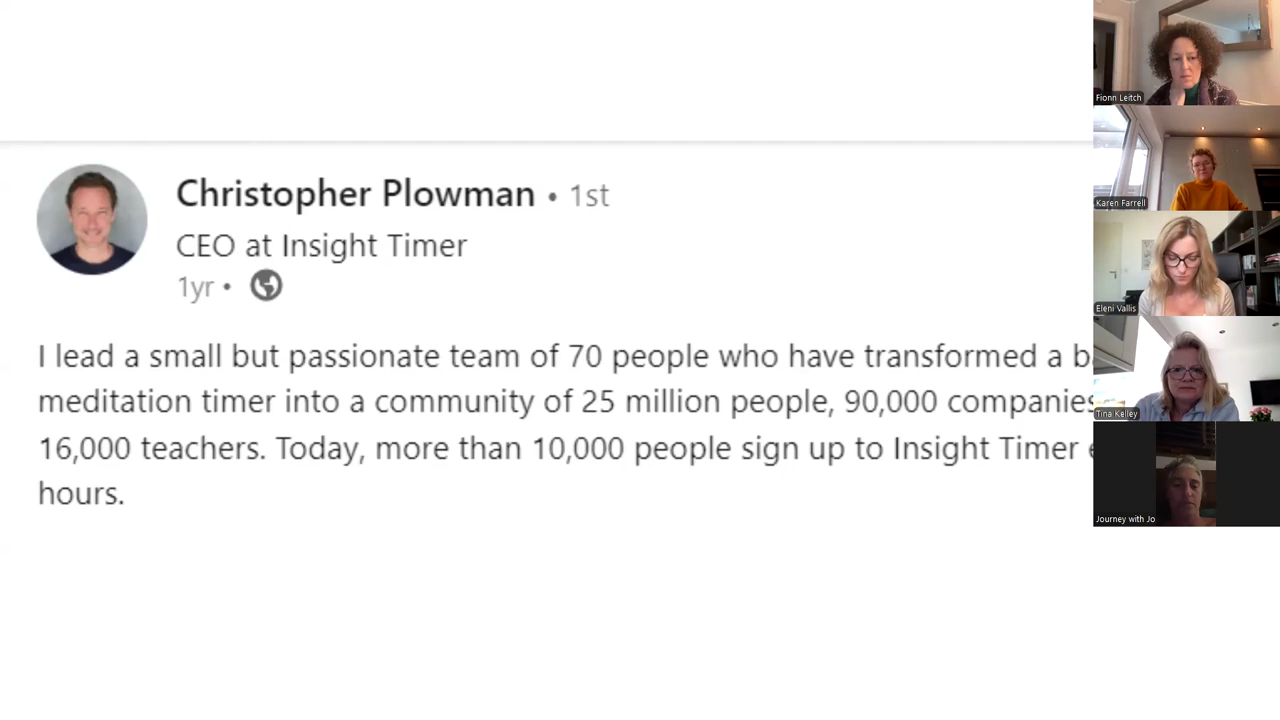 Christopher Plowman • 1st
CEO at Insight Timer
1yr •
I lead a small but passionate team of 70 people who have transformed a
meditation timer into a community of 25 million people, 90,000 companies
16,000 teachers. Today, more than 10,000 people sign up to Insight Timer
hours.
Fionn Leitch
Karen Farrell
Eleni Vallis
Tina Kelley
Journey with Jo